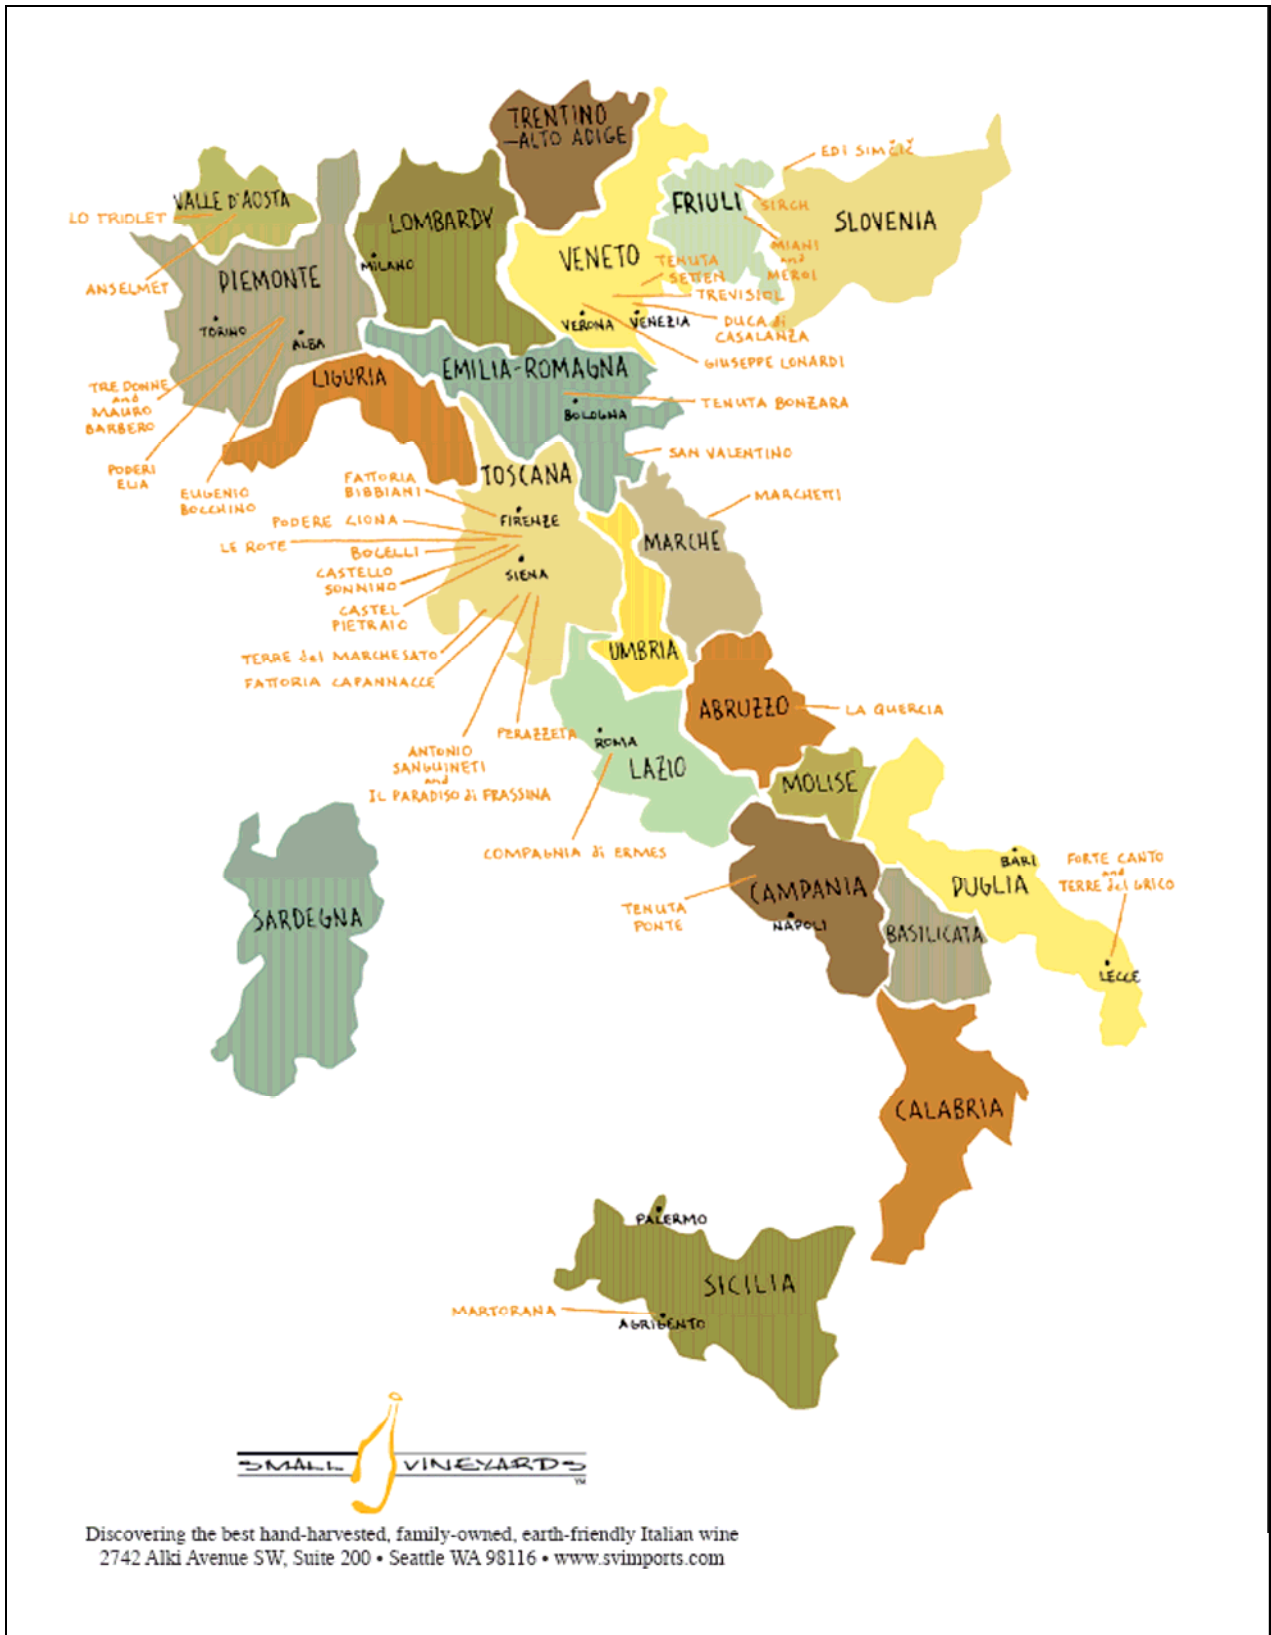 TRENTINO
-ALTO ADIGE
EDI SIMČIČ
VALLE D'AOSTA
LO TRIOLET
LOMBARDY
FRIULI
SIRCH
SLOVENIA
MIANI
and
MEROI
VENETO
TENUTA
SETTEN
ANSELMET
PIEMONTE
MILANO
TREVISIOL
TORINO
ALBA
VERONA
VENEZIA
DUCA di
CASALANZA
GIUSEPPE LONARDI
LIGURIA
EMILIA-ROMAGNA
TRE DONNE
and
MAURO
BARBERO
TENUTA BONZARA
BOLOGNA
SAN VALENTINO
PODERI
ELIA
EUGENIO
BOCCHINO
TOSCANA
FATTORIA
BIBBIANI
MARCHETTI
PODERE CIONA
FIRENZE
LE ROTE
BOCELLI
MARCHE
CASTELLO
SONNINO
SIENA
CASTEL
PIETRAIO
TERRE del MARCHESATO
UMBRIA
FATTORIA CAPANNACCE
ABRUZZO
LA QUERCIA
PERAZZETA
ROMA
LAZIO
ANTONIO
SANGUINETI
and
IL PARADISO di FRASSINA
MOLISE
COMPAGNIA di ERMES
BARI
FORTE CANTO
and
TERRE del GRICO
PUGLIA
CAMPANIA
TENUTA
PONTE
NAPOLI
SARDEGNA
BASILICATA
LECCE
CALABRIA
PALERMO
SICILIA
MARTORANA
AGRIGENTO
SMALL VINEYARDS
TM
Discovering the best hand-harvested, family-owned, earth-friendly Italian wine
2742 Alki Avenue SW, Suite 200 • Seattle WA 98116 • www.svimports.com